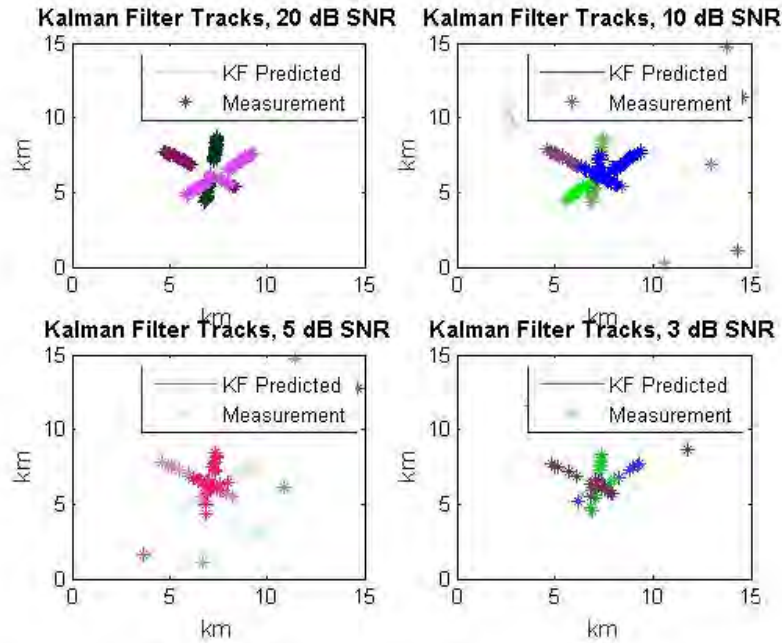 Kalman Filter Tracks, 20 dB SNR
15
10
5
0
km
KF Predicted
Measurement
0 5 10 15
km
Kalman Filter Tracks, 10 dB SNR
15
10
5
0
km
KF Predicted
Measurement
0 5 10 15
km
Kalman Filter Tracks, 5 dB SNR
15
10
5
0
km
KF Predicted
Measurement
0 5 10 15
km
Kalman Filter Tracks, 3 dB SNR
15
10
5
0
km
KF Predicted
Measurement
0 5 10 15
km